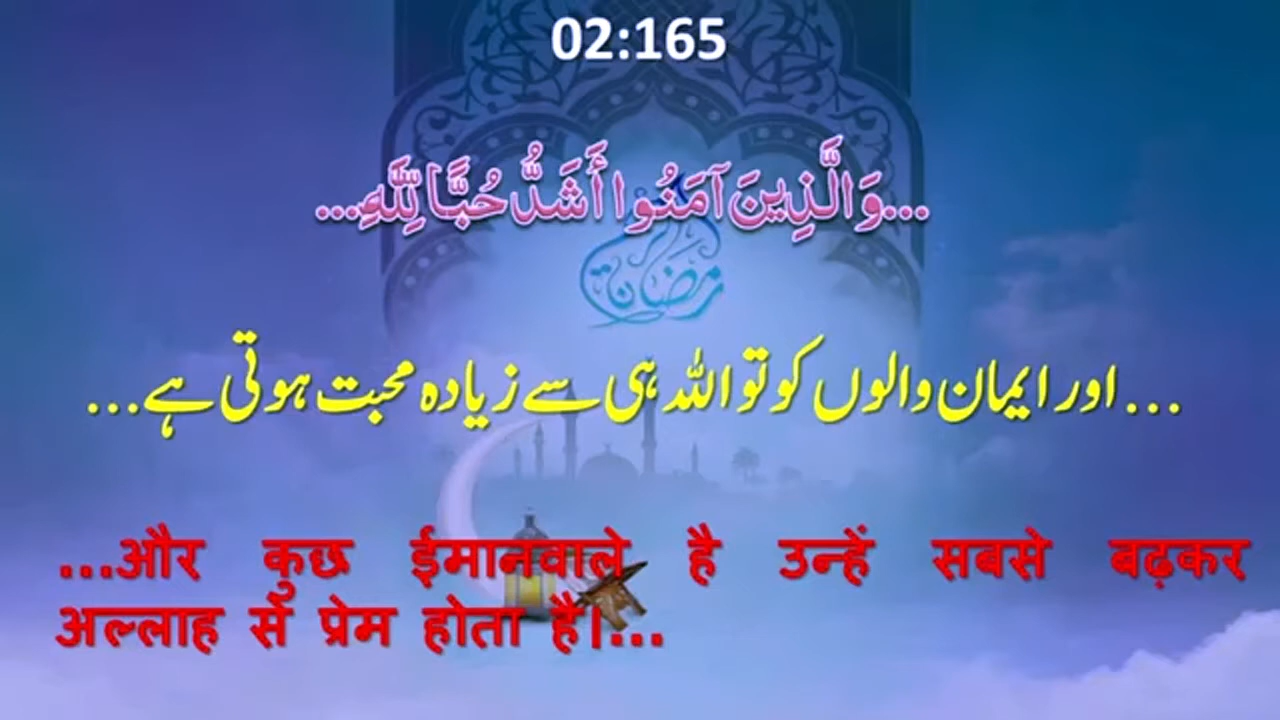 02:165
...وَالَّذِينَ آمَنُوا أَشَدُّ حُبًّا لِلَّهِ...
رمضان
...اور ایمان والوں کو تو اللہ ہی سے زیادہ محبت ہوتی ہے...
...और कुछ ईमानवाले है उन्हें सबसे बढ़कर
अल्लाह से प्रेम होता है।...